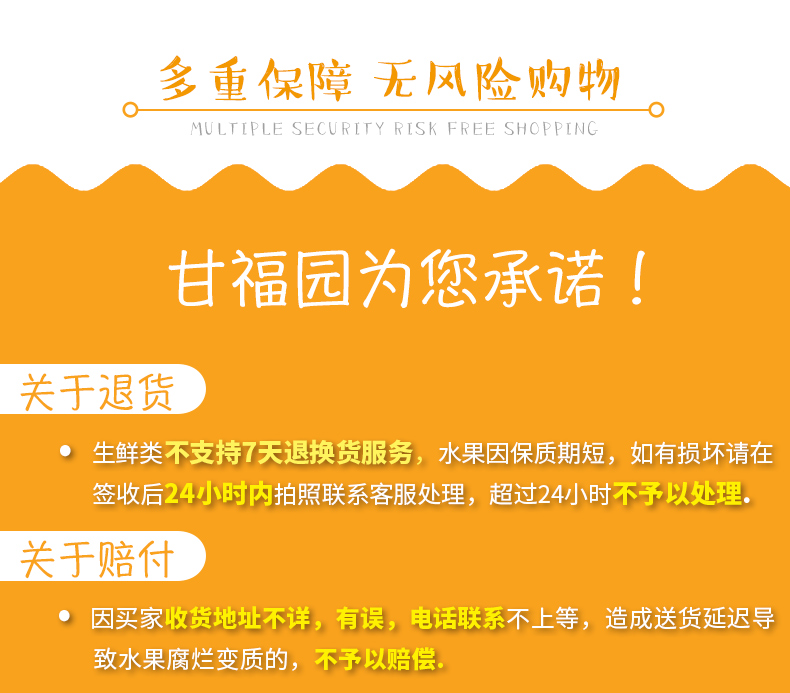 多重保障 无风险购物
MULTIPLE SECURITY RISK FREE SHOPPING
甘福园为您承诺！
关于退货
生鲜类不支持7天退换货服务，水果因保质期短，如有损坏请在
签收后24小时内拍照联系客服处理，超过24小时不予以处理.
关于赔付
因买家收货地址不详，有误，电话联系不上等，造成送货延迟导
致水果腐烂变质的，不予以赔偿.